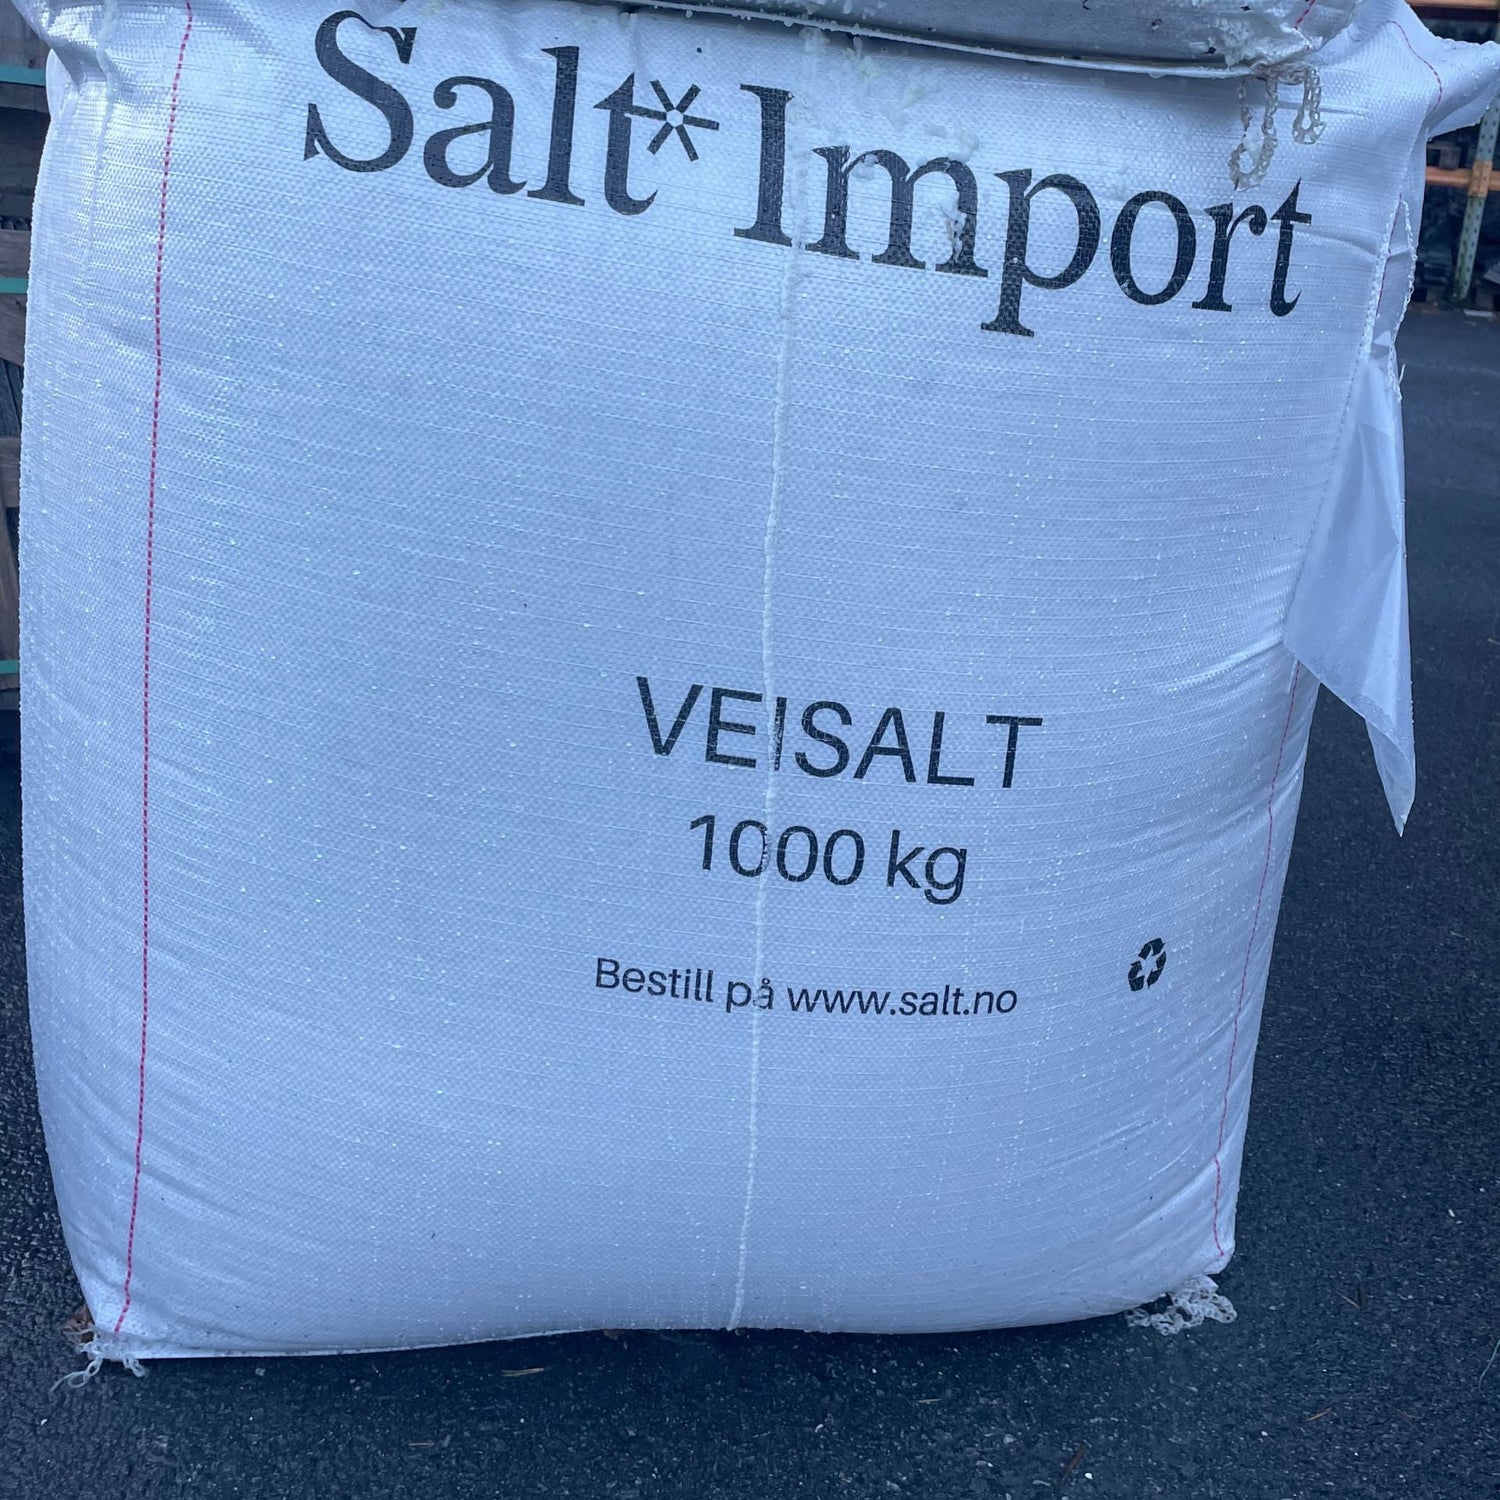 Salt* Import
VEISALT
1000 kg
Bestill på www.salt.no